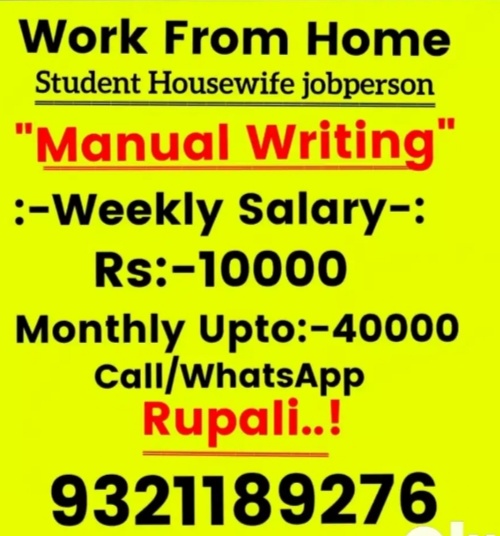 Work From Home
Student Housewife jobperson
"Manual Writing"
:-Weekly Salary-:
Rs:-10000
Monthly Upto:-40000
Call/WhatsApp
Rupali..!
9321189276